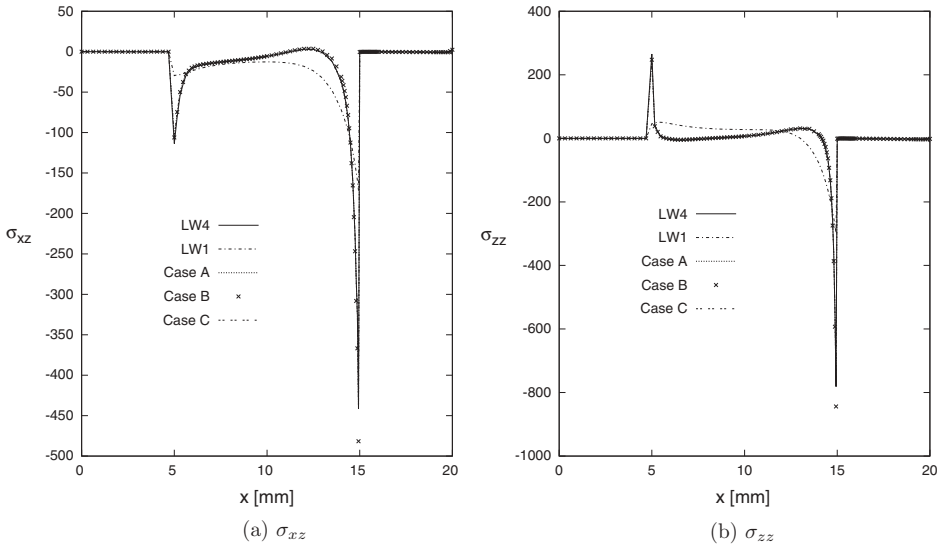 50
0
-50
-100
-150
-200
-250
-300
-350
-400
-450
-500
σxz
LW4
LW1
Case A
Case B
Case C
0 5 10 15 20
x [mm]
(a) σxz
400
200
0
-200
-400
-600
-800
-1000
σzz
LW4
LW1
Case A
Case B
Case C
0 5 10 15 20
x [mm]
(b) σzz